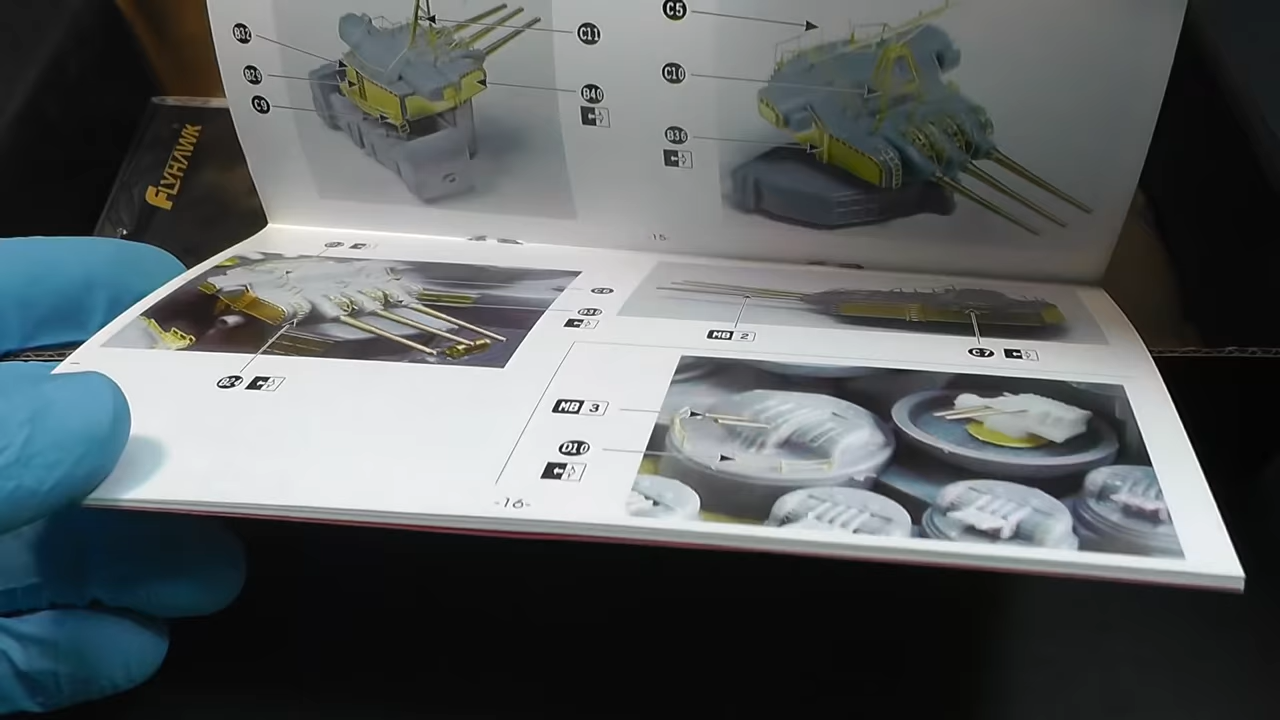 C5
B32
C11
B29
C10
C9
B40
B36
FLYHAWK
15
C6
B38
MB 2
C7
B24
MB 3
D10
-16-